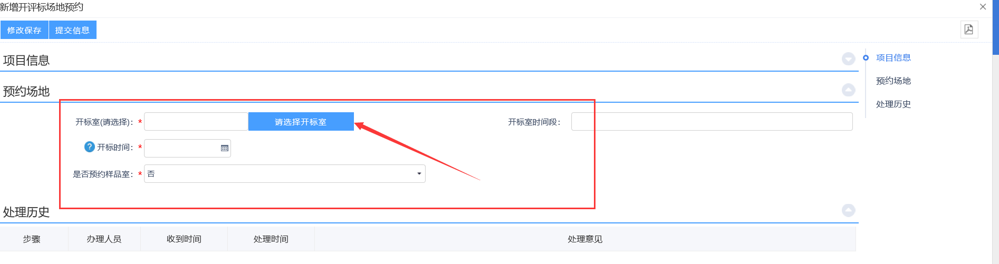 新增开评标场地预约
修改保存 提交信息
项目信息
项目信息
预约场地
预约场地
处理历史
开标室(请选择)：* 请选择开标室 开标室时间段：
? 开标时间：*
是否预约样品室：* 否
处理历史
步骤 办理人员 收到时间 处理时间 处理意见